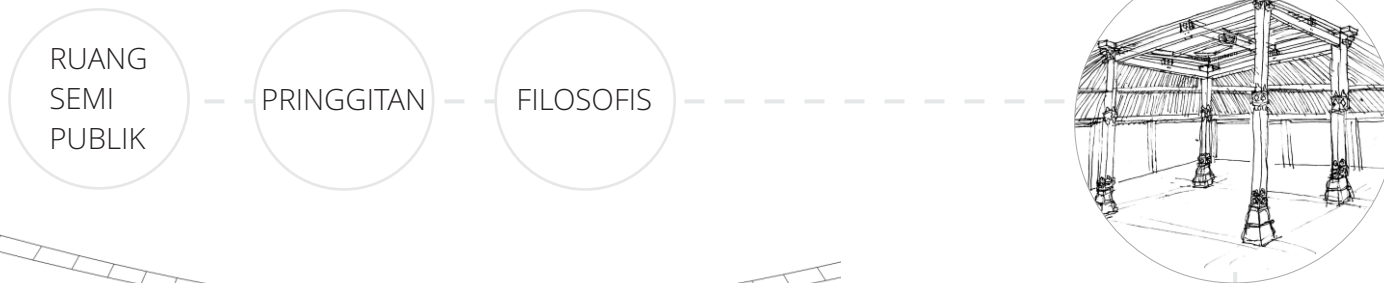 RUANG
SEMI
PUBLIK
PRINGGITAN
FILOSOFIS